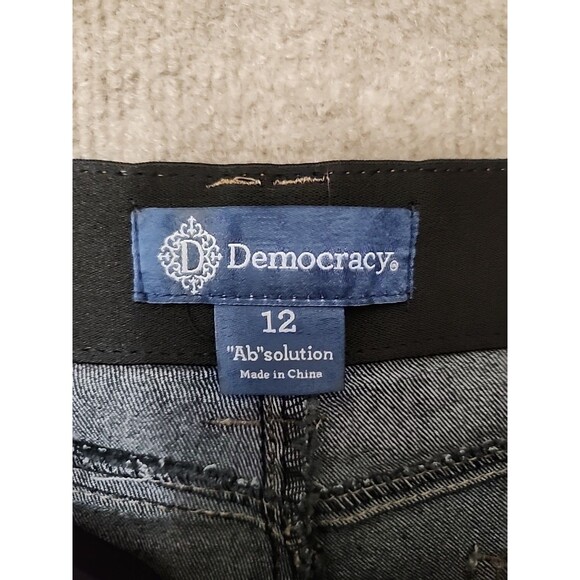 D
Democracy®
12
"Ab"solution
Made in China